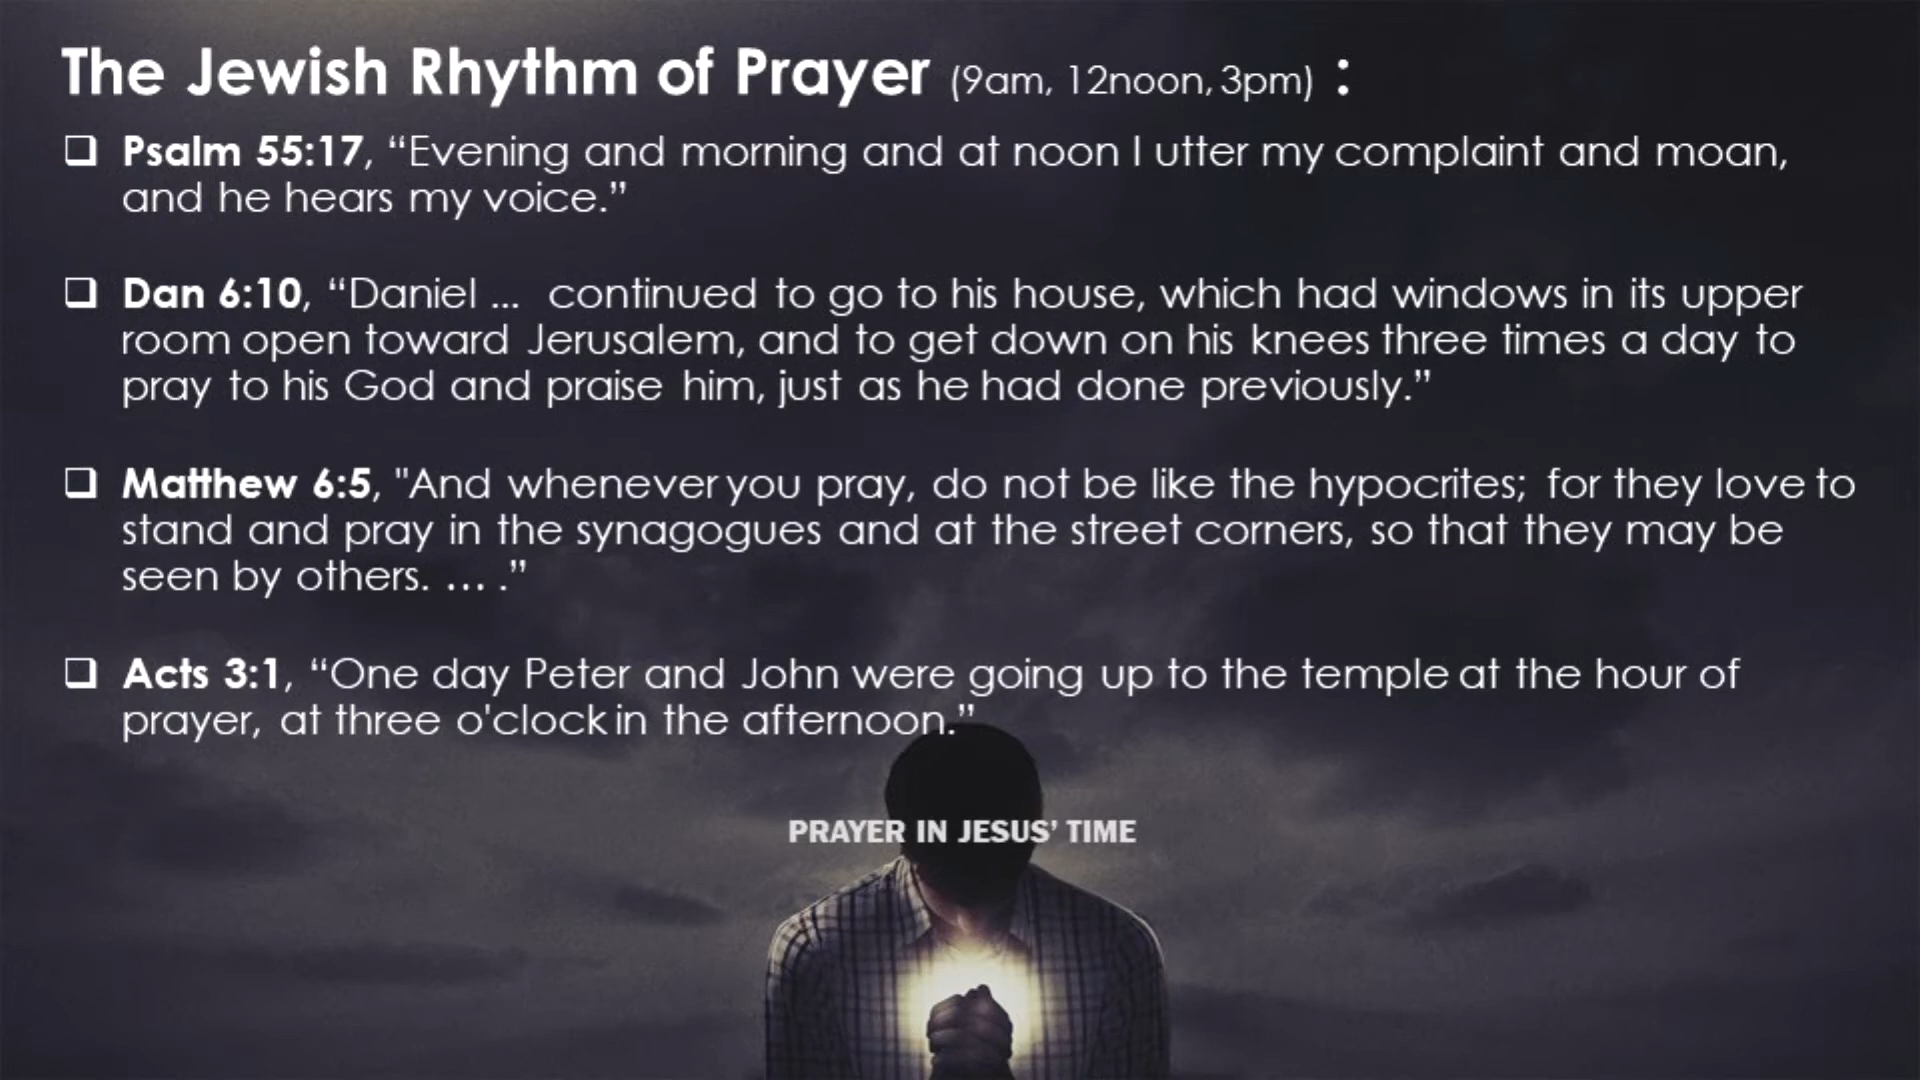 The Jewish Rhythm of Prayer (9am, 12noon, 3pm) :
❑ Psalm 55:17, “Evening and morning and at noon I utter my complaint and moan,
and he hears my voice.”
❑ Dan 6:10, “Daniel ... continued to go to his house, which had windows in its upper
room open toward Jerusalem, and to get down on his knees three times a day to
pray to his God and praise him, just as he had done previously.”
❑ Matthew 6:5, "And whenever you pray, do not be like the hypocrites; for they love to
stand and pray in the synagogues and at the street corners, so that they may be
seen by others. … .”
❑ Acts 3:1, “One day Peter and John were going up to the temple at the hour of
prayer, at three o'clock in the afternoon.”
PRAYER IN JESUS’ TIME